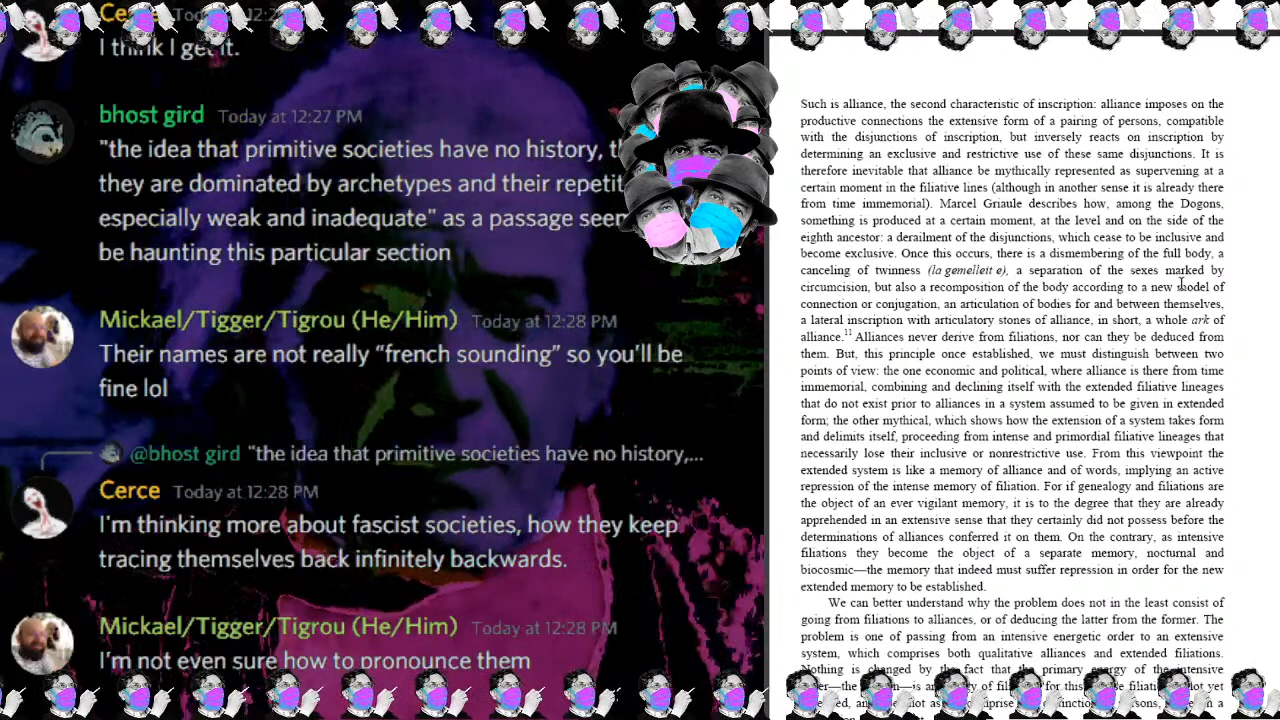 Ce
I think I get it.
bhost gird Today at 12:27 PM
"the idea that primitive societies have no history, t
they are dominated by archetypes and their repetit
especially weak and inadequate" as a passage seem
be haunting this particular section
Mickael/Tigger/Tigrou (He/Him) Today at 12:28 PM
Their names are not really “french sounding” so you'll be
fine lol
@bhost gird "the idea that primitive societies have no history,...
Cerce Today at 12:28 PM
I'm thinking more about fascist societies, how they keep
tracing themselves back infinitely backwards.
Mickael/Tigger/Tigrou (He/Him) Today at 12:28 PM
I'm not even sure how to pronounce them
Such is alliance, the second characteristic of inscription: alliance imposes on the
productive connections the extensive form of a pairing of persons, compatible
with the disjunctions of inscription, but inversely reacts on inscription by
determining an exclusive and restrictive use of these same disjunctions. It is
therefore inevitable that alliance be mythically represented as supervening at a
certain moment in the filiative lines (although in another sense it is already there
from time immemorial). Marcel Griaule describes how, among the Dogons,
something is produced at a certain moment, at the level and on the side of the
eighth ancestor: a derailment of the disjunctions, which cease to be inclusive and
become exclusive. Once this occurs, there is a dismembering of the full body, a
canceling of twinness (la gemellett e), a separation of the sexes marked by
circumcision, but also a recomposition of the body according to a new model of
connection or conjugation, an articulation of bodies for and between themselves,
a lateral inscription with articulatory stones of alliance, in short, a whole ark of
alliance.11 Alliances never derive from filiations, nor can they be deduced from
them. But, this principle once established, we must distinguish between two
points of view: the one economic and political, where alliance is there from time
immemorial, combining and declining itself with the extended filiative lineages
that do not exist prior to alliances in a system assumed to be given in extended
form; the other mythical, which shows how the extension of a system takes form
and delimits itself, proceeding from intense and primordial filiative lineages that
necessarily lose their inclusive or nonrestrictive use. From this viewpoint the
extended system is like a memory of alliance and of words, implying an active
repression of the intense memory of filiation. For if genealogy and filiations are
the object of an ever vigilant memory, it is to the degree that they are already
apprehended in an extensive sense that they certainly did not possess before the
determinations of alliances conferred it on them. On the contrary, as intensive
filiations they become the object of a separate memory, nocturnal and
biocosmic—the memory that indeed must suffer repression in order for the new
extended memory to be established.
We can better understand why the problem does not in the least consist of
going from filiations to alliances, or of deducing the latter from the former. The
problem is one of passing from an intensive energetic order to an extensive
system, which comprises both qualitative alliances and extended filiations.
Nothing is changed by the fact that the primary energy of the intensive